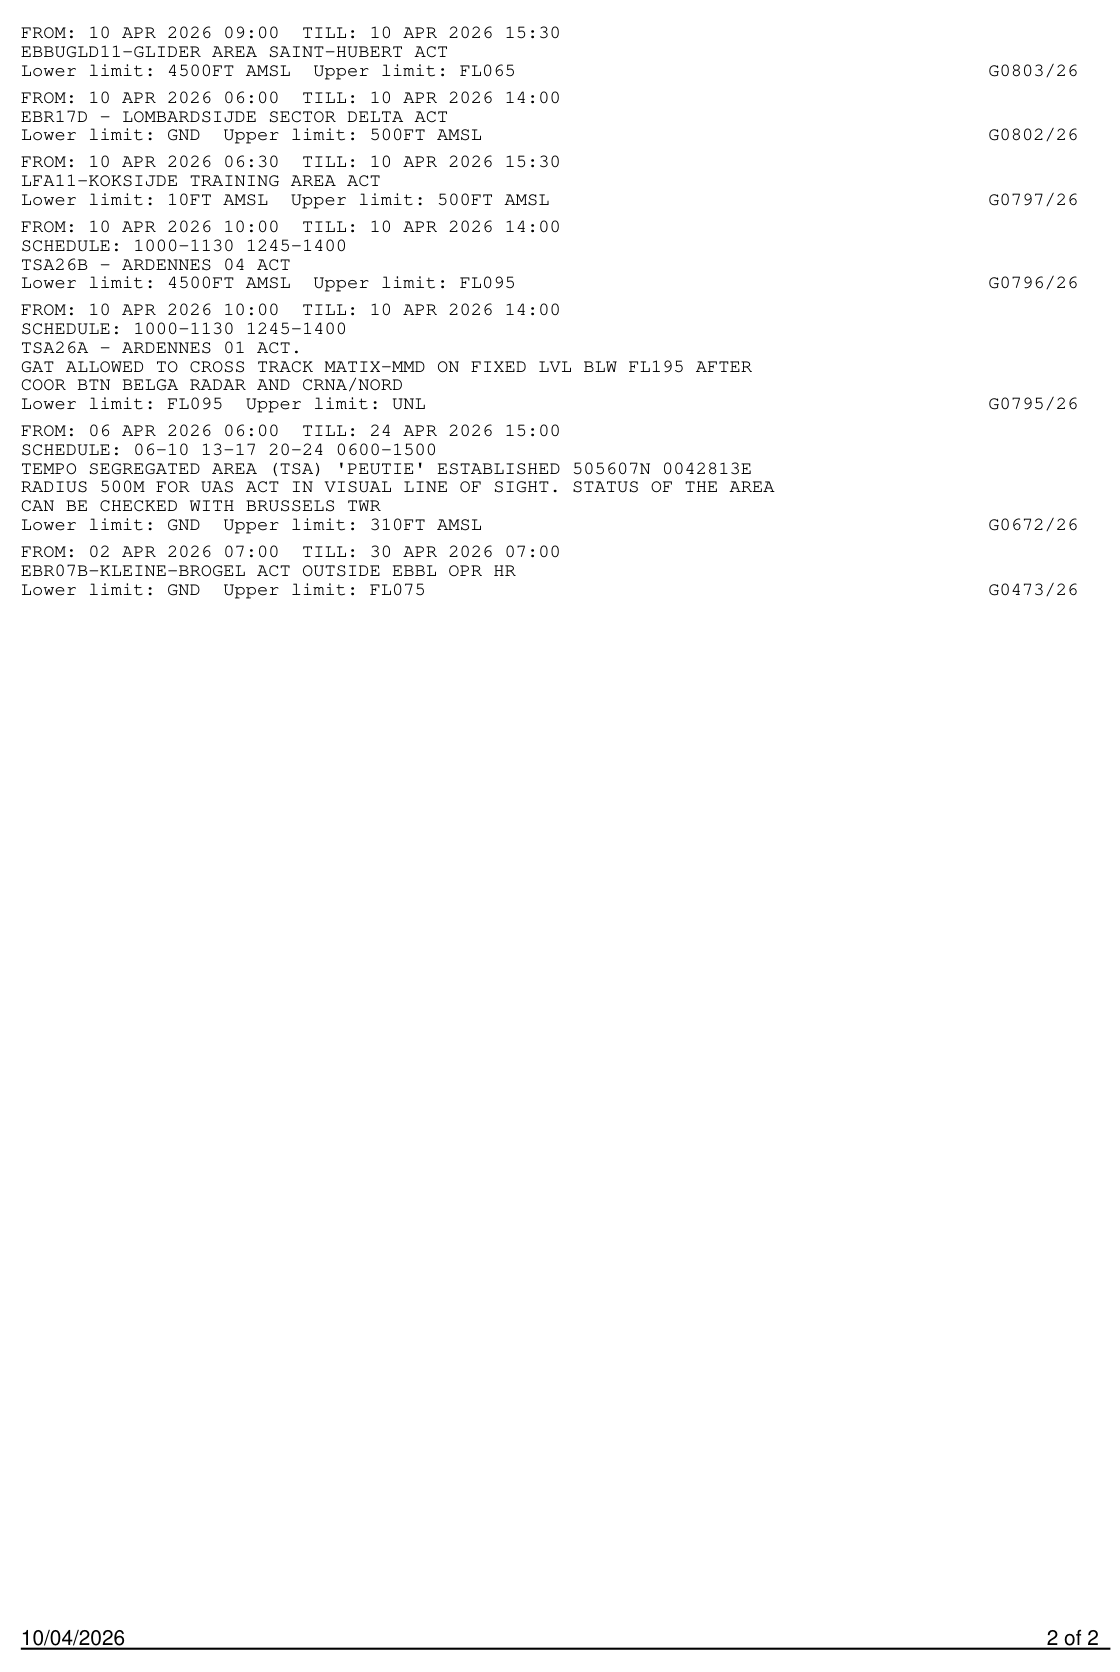 FROM: 10 APR 2026 09:00  TILL: 10 APR 2026 15:30
EBBUGLD11-GLIDER AREA SAINT-HUBERT ACT
Lower limit: 4500FT AMSL  Upper limit: FL065 G0803/26
FROM: 10 APR 2026 06:00  TILL: 10 APR 2026 14:00
EBR17D - LOMBARDSIJDE SECTOR DELTA ACT
Lower limit: GND  Upper limit: 500FT AMSL G0802/26
FROM: 10 APR 2026 06:30  TILL: 10 APR 2026 15:30
LFA11-KOKSIJDE TRAINING AREA ACT
Lower limit: 10FT AMSL  Upper limit: 500FT AMSL G0797/26
FROM: 10 APR 2026 10:00  TILL: 10 APR 2026 14:00
SCHEDULE: 1000-1130 1245-1400
TSA26B - ARDENNES 04 ACT
Lower limit: 4500FT AMSL  Upper limit: FL095 G0796/26
FROM: 10 APR 2026 10:00  TILL: 10 APR 2026 14:00
SCHEDULE: 1000-1130 1245-1400
TSA26A - ARDENNES 01 ACT.
GAT ALLOWED TO CROSS TRACK MATIX-MMD ON FIXED LVL BLW FL195 AFTER
COOR BTN BELGA RADAR AND CRNA/NORD
Lower limit: FL095  Upper limit: UNL G0795/26
FROM: 06 APR 2026 06:00  TILL: 24 APR 2026 15:00
SCHEDULE: 06-10 13-17 20-24 0600-1500
TEMPO SEGREGATED AREA (TSA) 'PEUTIE' ESTABLISHED 505607N 0042813E
RADIUS 500M FOR UAS ACT IN VISUAL LINE OF SIGHT. STATUS OF THE AREA
CAN BE CHECKED WITH BRUSSELS TWR
Lower limit: GND  Upper limit: 310FT AMSL G0672/26
FROM: 02 APR 2026 07:00  TILL: 30 APR 2026 07:00
EBR07B-KLEINE-BROGEL ACT OUTSIDE EBBL OPR HR
Lower limit: GND  Upper limit: FL075 G0473/26
10/04/2026 2 of 2